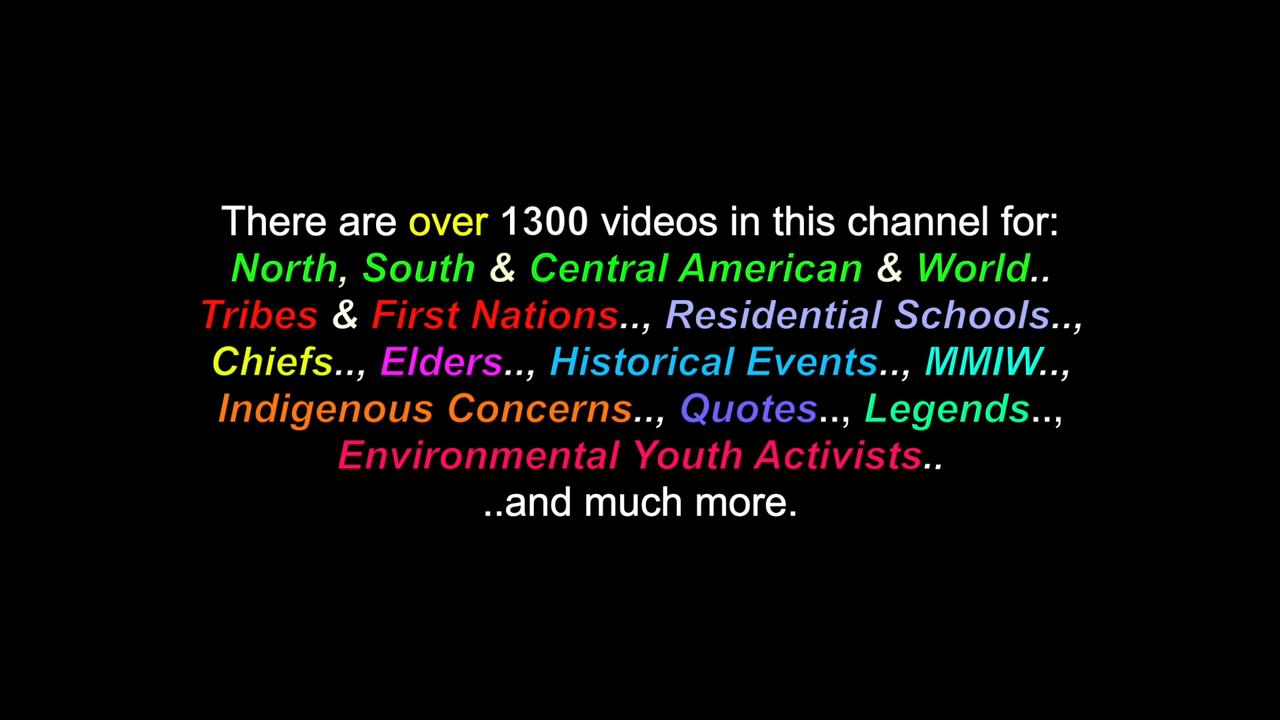 There are over 1300 videos in this channel for:
North, South & Central American & World..
Tribes & First Nations.., Residential Schools..,
Chiefs.., Elders.., Historical Events.., MMIW..,
Indigenous Concerns.., Quotes.., Legends..,
Environmental Youth Activists..
..and much more.